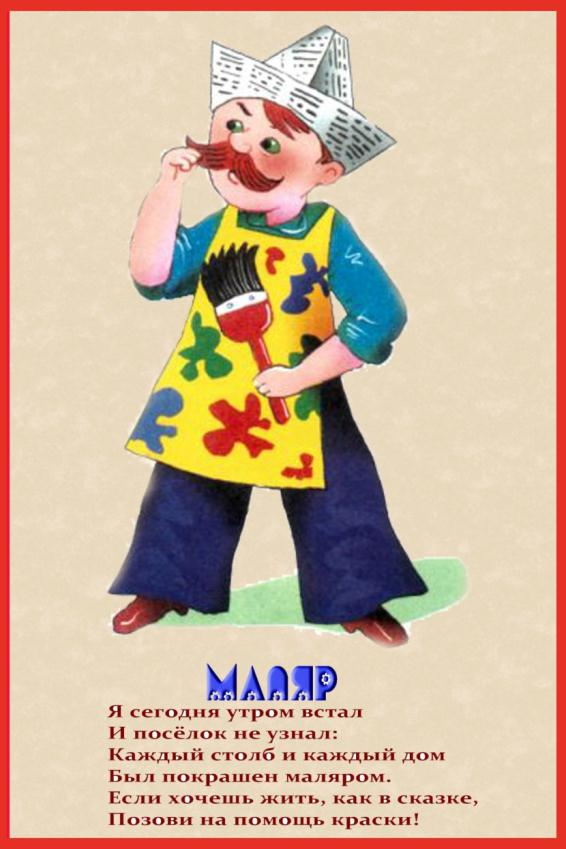 МАЛЯР
Я сегодня утром встал
И посёлок не узнал:
Каждый столб и каждый дом
Был покрашен маляром.
Если хочешь жить, как в сказке,
Позови на помощь краски!